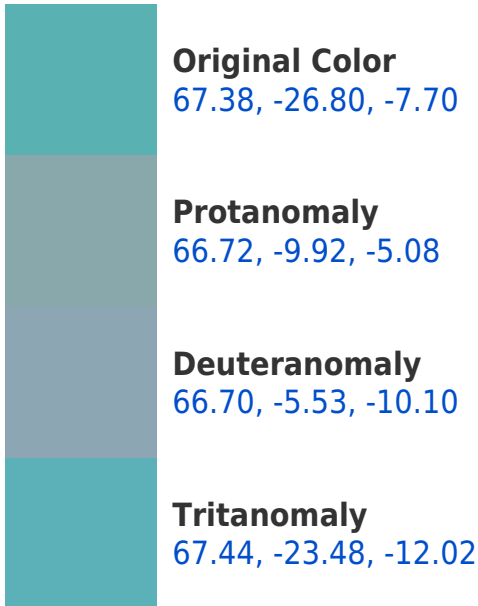 Original Color
67.38, -26.80, -7.70
Protanomaly
66.72, -9.92, -5.08
Deuteranomaly
66.70, -5.53, -10.10
Tritanomaly
67.44, -23.48, -12.02